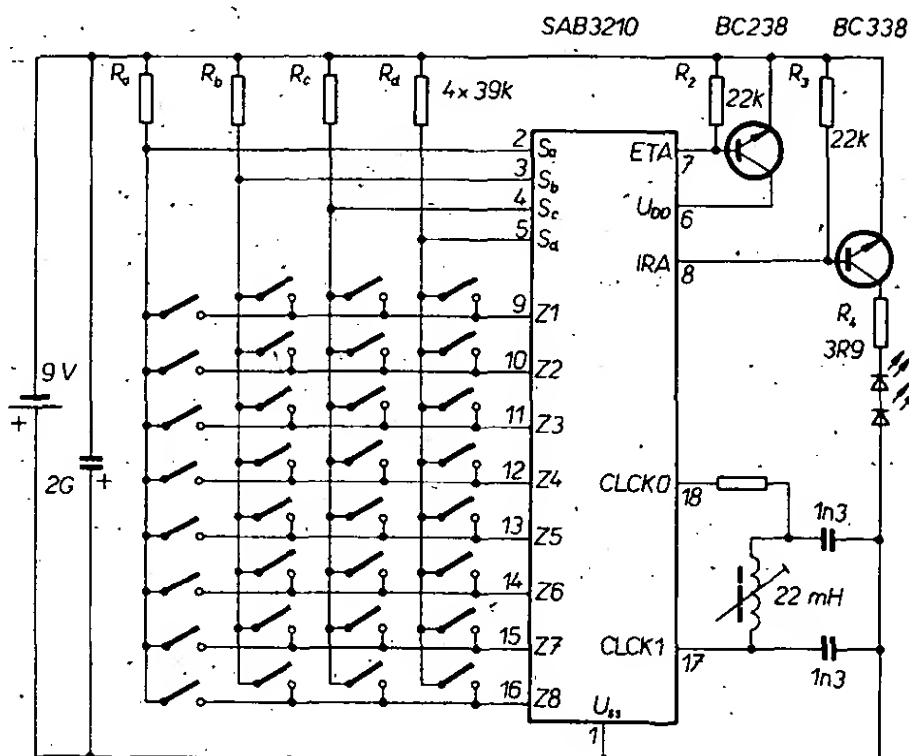 SAB3210 BC238 BC338
Ra Rb Rc Rd 4×39k
R2 22k R3 22k
2 Sa ETA 7
3 Sb
4 Sc UDD 6
5 Sd
IRA 8
R4 3R9
9 Z1
10 Z2
11 Z3
12 Z4
13 Z5
14 Z6
15 Z7
16 Z8
9V
+
2G +
CLCK0 18
1n3
22 mH
CLCK1 17
1n3
Uss
1